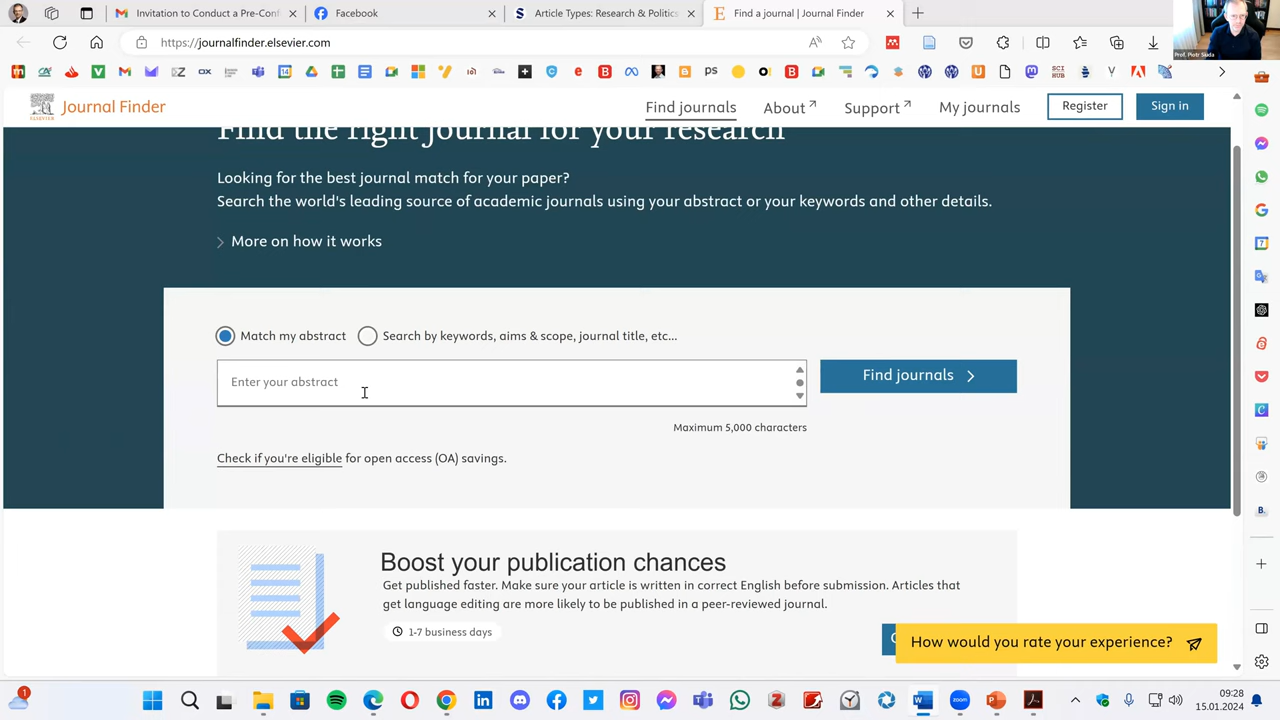 Invitation to Conduct a Pre-Conf
Facebook
Article Types: Research & Politics
Find a journal | Journal Finder
https://journalfinder.elsevier.com
Prof. Piotr Siuda
ELSEVIER
Journal Finder
Find journals
About
Support
My journals
Register
Sign in
Find the right journal for your research
Looking for the best journal match for your paper?
Search the world's leading source of academic journals using your abstract or your keywords and other details.
More on how it works
Match my abstract
Search by keywords, aims & scope, journal title, etc...
Enter your abstract
Find journals
Maximum 5,000 characters
Check if you're eligible for open access (OA) savings.
Boost your publication chances
Get published faster. Make sure your article is written in correct English before submission. Articles that
get language editing are more likely to be published in a peer-reviewed journal.
1-7 business days
How would you rate your experience?
09:28
15.01.2024